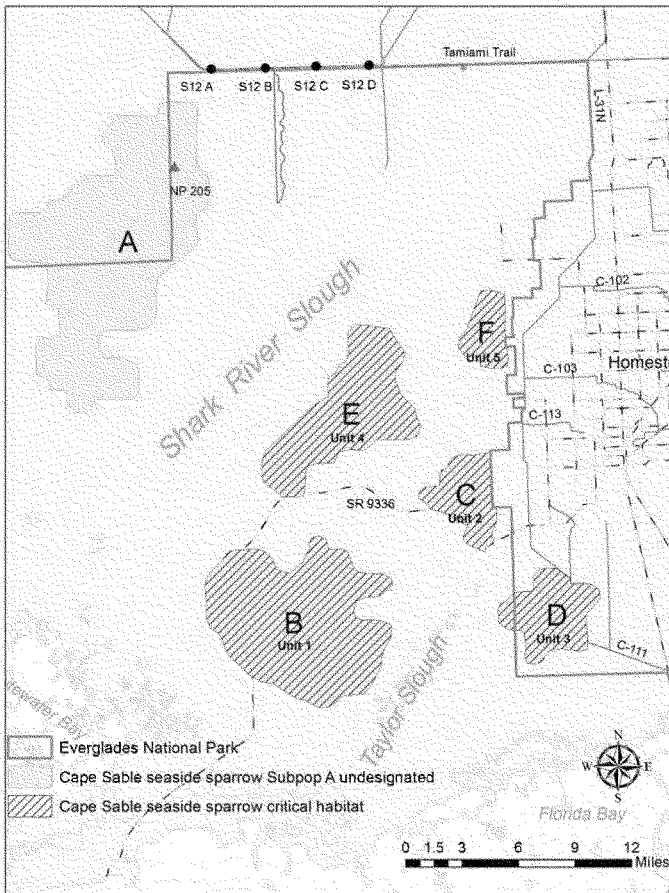 Tamiami Trail
S12 A
S12 B
S12 C
S12 D
L-31N
NP 205
A
C-102
Shark River Slough
F
Unit 5
C-103
Homest
E
Unit 4
C-113
C
Unit 2
SR 9336
B
Unit 1
D
Unit 3
C-111
Taylor Slough
tewater Bay
Everglades National Park
Cape Sable seaside sparrow Subpop A undesignated
Cape Sable seaside sparrow critical habitat
N
W
E
S
Florida Bay
0 1.5 3 6 9 12
Miles